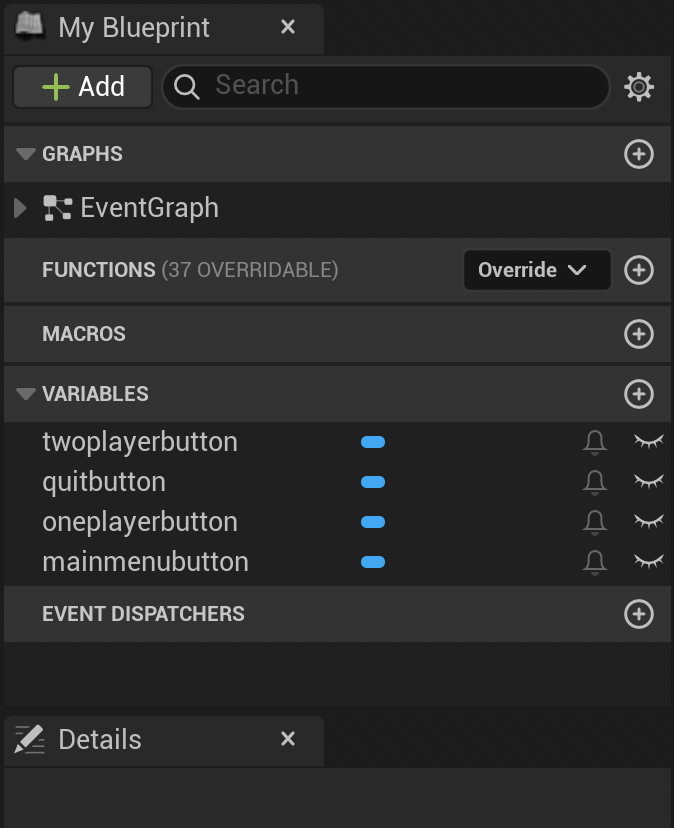 My Blueprint
Add
Search
GRAPHS
EventGraph
FUNCTIONS (37 OVERRIDABLE) Override
MACROS
VARIABLES
twoplayerbutton
quitbutton
oneplayerbutton
mainmenubutton
EVENT DISPATCHERS
Details